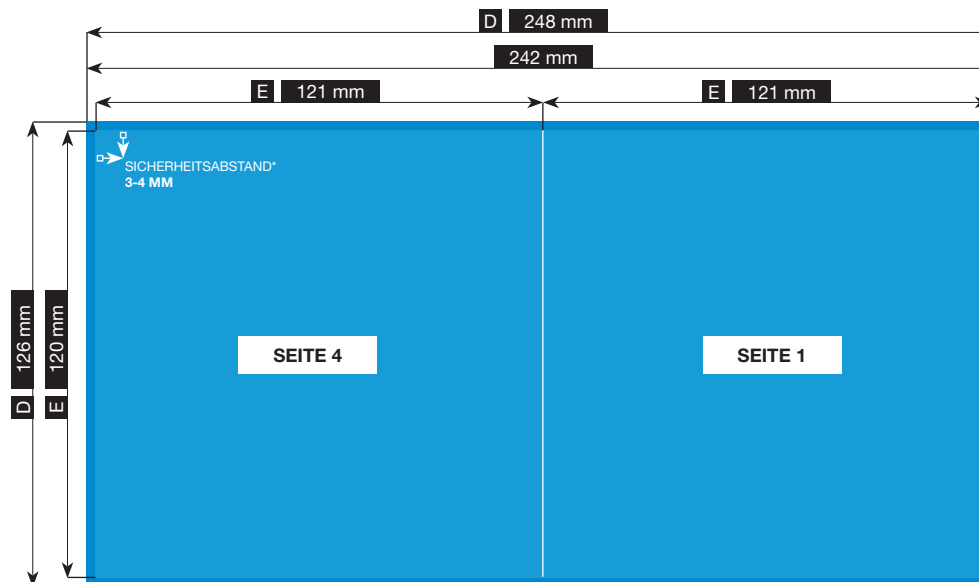 D 248 mm
242 mm
E 121 mm
E 121 mm
SICHERHEITSABSTAND*
3-4 MM
D 126 mm
E 120 mm
SEITE 4
SEITE 1